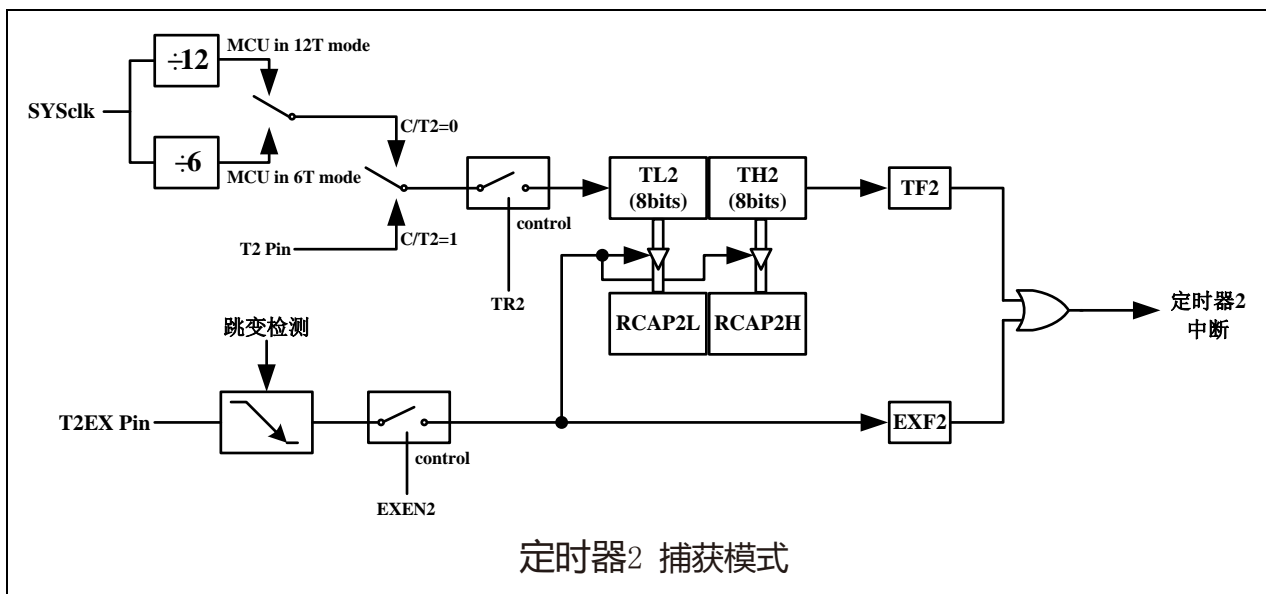 ÷12
MCU in 12T mode
SYSclk
÷6
MCU in 6T mode
C/T2=0
C/T2=1
T2 Pin
control
TR2
TL2
(8bits)
TH2
(8bits)
TF2
RCAP2L
RCAP2H
定时器2
中断
跳变检测
T2EX Pin
control
EXEN2
EXF2
定时器2 捕获模式